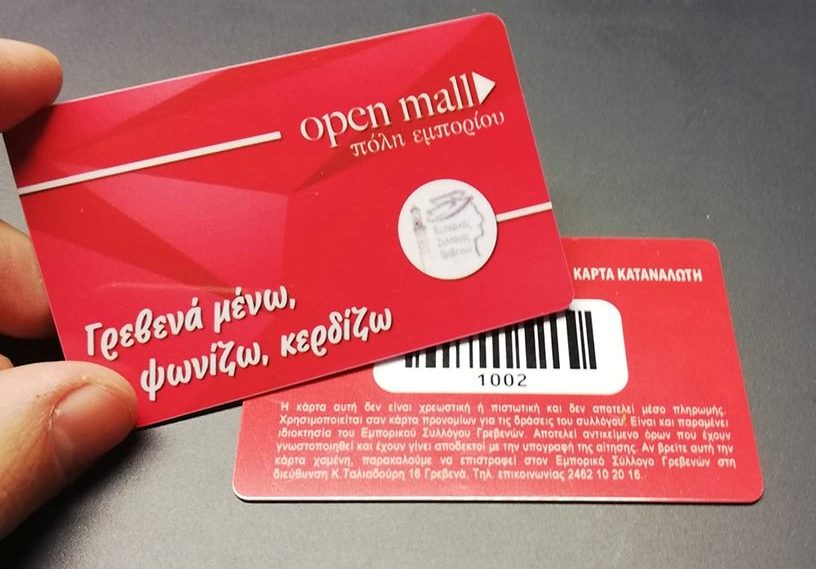 open mall
πόλη εμπορίου
Εμπορικός
Σύλλογος
Γρεβενών
Γρεβενά μένω,
ψωνίζω, κερδίζω
ΚΑΡΤΑ ΚΑΤΑΝΑΛΩΤΗ
1002
Ή κάρτα αυτή δεν είναι χρεωστική ή πιστωτική και δεν αποτελεί μέσο πληρωμής.
Χρησιμοποιείται σαν κάρτα προνομίων για τις δράσεις του συλλόγου. Είναι και παραμένει
ιδιοκτησία του Εμπορικού Συλλόγου Γρεβενών. Αποτελεί αντικείμενο όρων που έχουν
γνωστοποιηθεί και έχουν γίνει αποδεκτοί με την υπογραφή της αίτησης. Αν βρείτε αυτή την
κάρτα χαμένη, παρακαλούμε να επιστραφεί στον Εμπορικό Σύλλογο Γρεβενών στη
διεύθυνση Κ.Ταλιαδούρη 16 Γρεβενά. Τηλ. επικοινωνίας 2462 10 20 16.